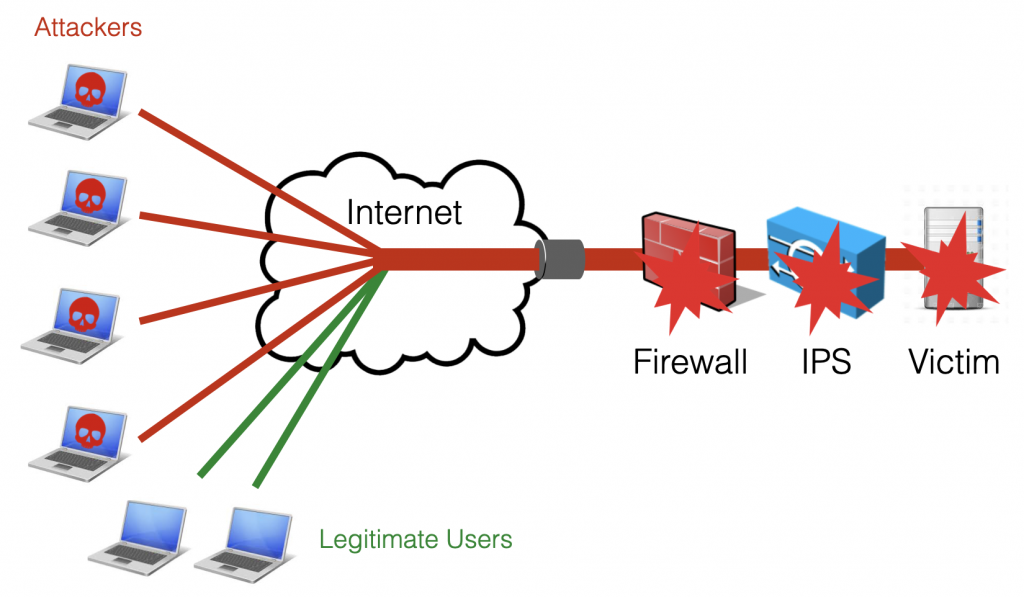 Attackers
Internet
Firewall
IPS
Victim
Legitimate Users